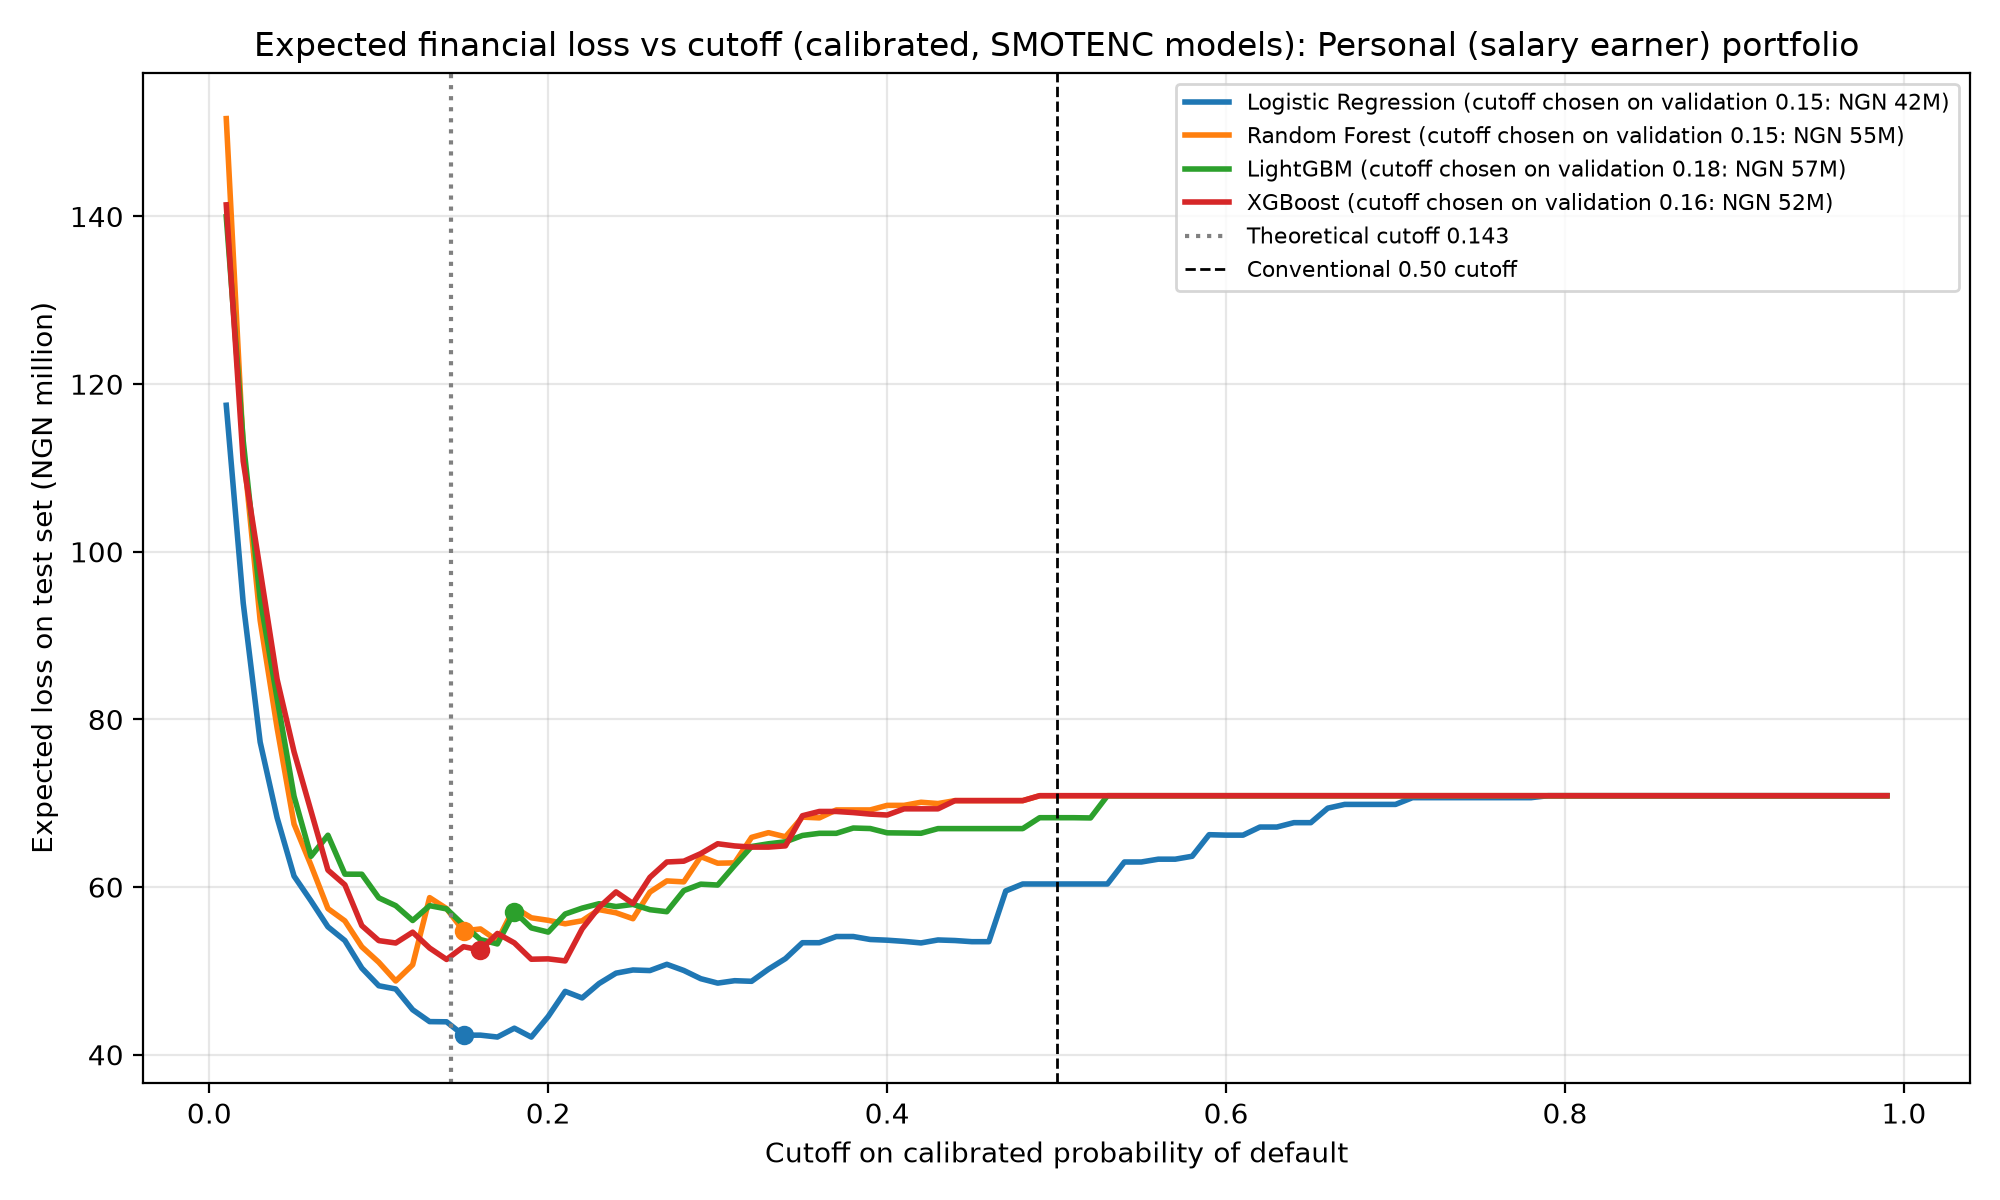 Expected financial loss vs cutoff (calibrated, SMOTENC models): Personal (salary earner) portfolio
Logistic Regression (cutoff chosen on validation 0.15: NGN 42M)
Random Forest (cutoff chosen on validation 0.15: NGN 55M)
LightGBM (cutoff chosen on validation 0.18: NGN 57M)
XGBoost (cutoff chosen on validation 0.16: NGN 52M)
Theoretical cutoff 0.143
Conventional 0.50 cutoff
Expected loss on test set (NGN million)
140
120
100
80
60
40
0.0 0.2 0.4 0.6 0.8 1.0
Cutoff on calibrated probability of default